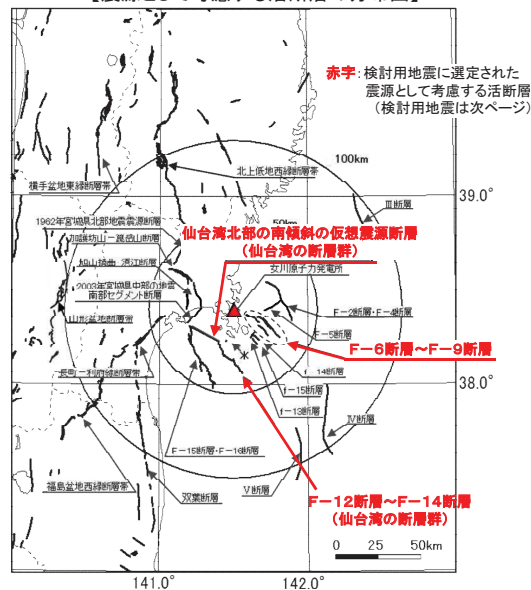 赤字：検討用地震に選定された
震源として考慮する活断層
（検討用地震は次ページ）
100km
北上低地西縁断層帯
横手盆地東縁断層帯
39.0°
Ⅲ断層
50km
1962年宮城県北部地震震源断層
仙台湾北部の南傾斜の仮想震源断層
（仙台湾の断層群）
加護坊山－箟岳山断層
旭山撓曲・須江断層
女川原子力発電所
2003年宮城県中部の地震
南部セグメント断層
F－2断層・F－4断層
山形盆地断層帯
F－5断層
F－6断層～F－9断層
長町－利府線断層帯
f－14断層
38.0°
f－15断層
f－13断層
Ⅳ断層
F－15断層・F－16断層
福島盆地西縁断層帯
双葉断層
Ⅴ断層
F－12断層～F－14断層
（仙台湾の断層群）
0 25 50km
141.0° 142.0°